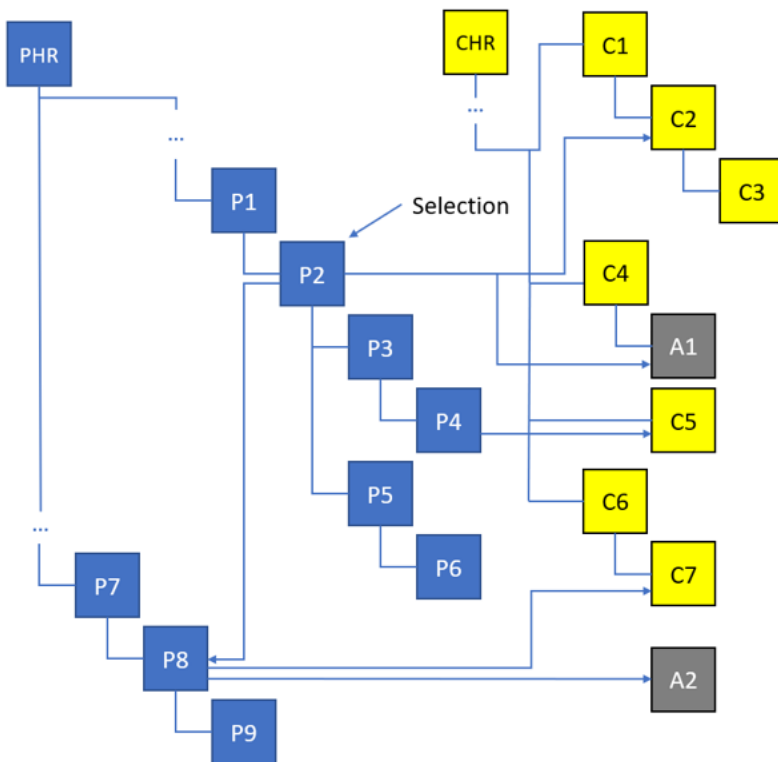 PHR
CHR
C1
...
C2
...
P1
C3
Selection
P2
C4
P3
A1
P4
C5
P5
C6
...
P6
P7
C7
P8
A2
P9